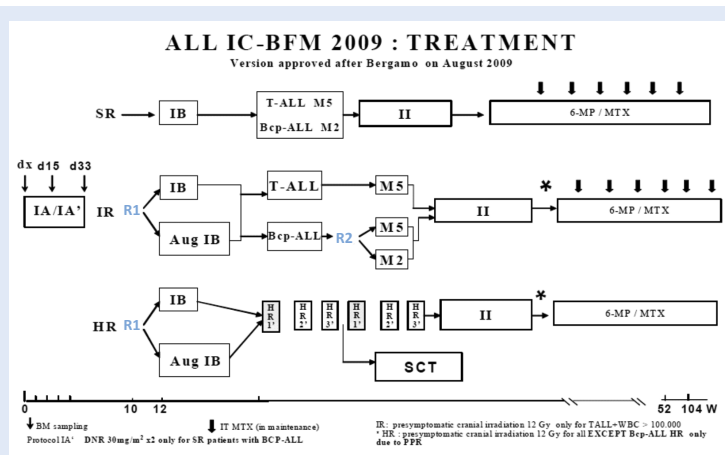 ALL IC-BFM 2009 : TREATMENT
Version approved after Bergamo on August 2009
SR
IB
T-ALL M5
Bcp-ALL M2
II
6-MP / MTX
dx d15 d33
IA/IA'
IR R1
IB
Aug IB
T-ALL
M5
Bcp-ALL
R2
M5
M2
II
*
6-MP / MTX
HR R1
IB
Aug IB
HR 1'
HR 2'
HR 3'
HR 1'
HR 2'
HR 3'
II
*
6-MP / MTX
SCT
0 10 12 52 104 W
BM sampling
IT MTX (in maintenance)
Protocol IA' DNR 30mg/m² x2 only for SR patients with BCP-ALL
IR: presymptomatic cranial irradiation 12 Gy only for TALL+WBC > 100.000
* HR : presymptomatic cranial irradiation 12 Gy for all EXCEPT Bcp-ALL HR only
due to PPR